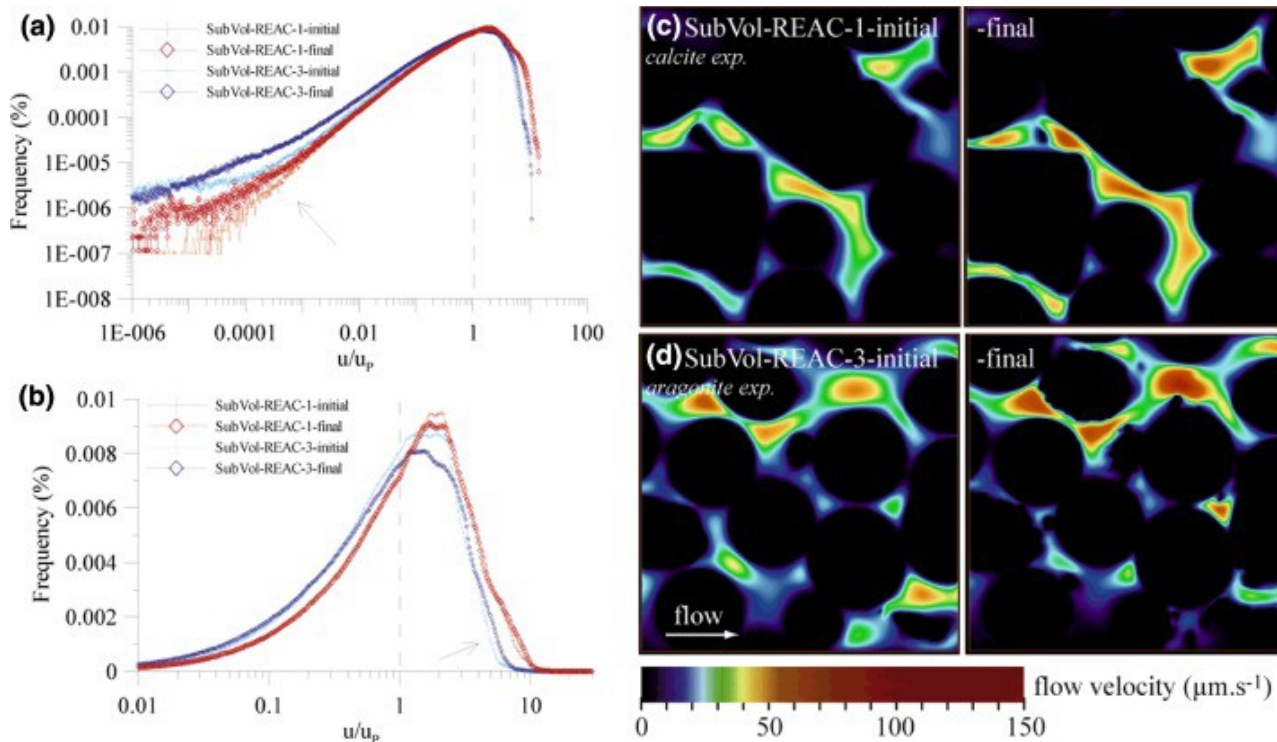 (a)
SubVol-REAC-1-initial
SubVol-REAC-1-final
SubVol-REAC-3-initial
SubVol-REAC-3-final
Frequency (%)
0.01
0.001
0.0001
1E-005
1E-006
1E-007
1E-008
1E-006
0.0001
0.01
1
100
u/uₚ
(b)
SubVol-REAC-1-initial
SubVol-REAC-1-final
SubVol-REAC-3-initial
SubVol-REAC-3-final
Frequency (%)
0.01
0.008
0.006
0.004
0.002
0
0.01
0.1
1
10
u/uₚ
(c) SubVol-REAC-1-initial
calcite exp.
-final
(d) SubVol-REAC-3-initial
aragonite exp.
-final
flow
0 50 100 150
flow velocity (µm.s⁻¹)